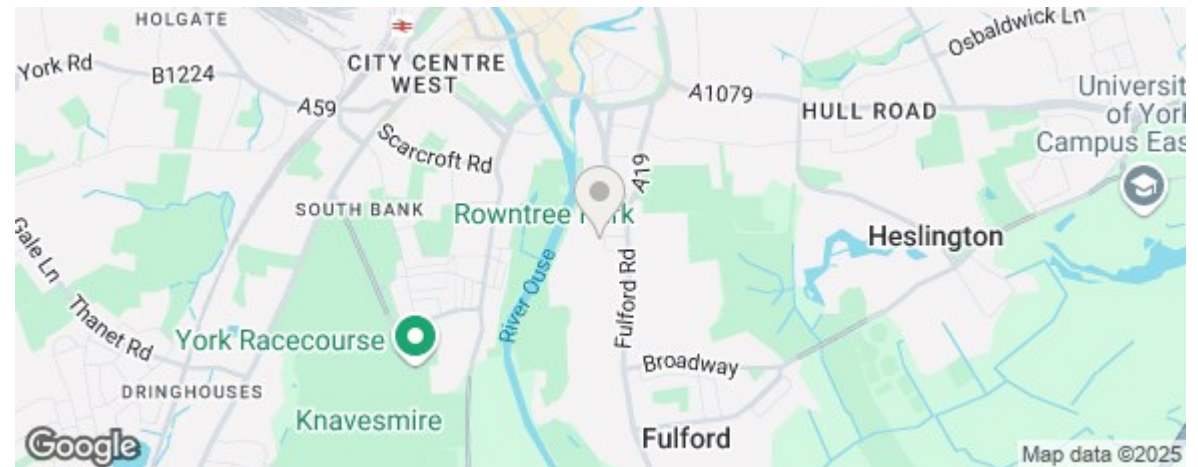 HOLGATE
York Rd
B1224
CITY CENTRE
WEST
A59
Scarcroft Rd
A1079
Osbaldwick Ln
HULL ROAD
Universit
of York
Campus Eas
A19
SOUTH BANK
Rowntree
rk
Heslington
Gale Ln
Thanet Rd
River Ouse
Fulford Rd
York Racecourse
Broadway
DRINGHOUSES
Knavesmire
Fulford
Google
Map data ©2025